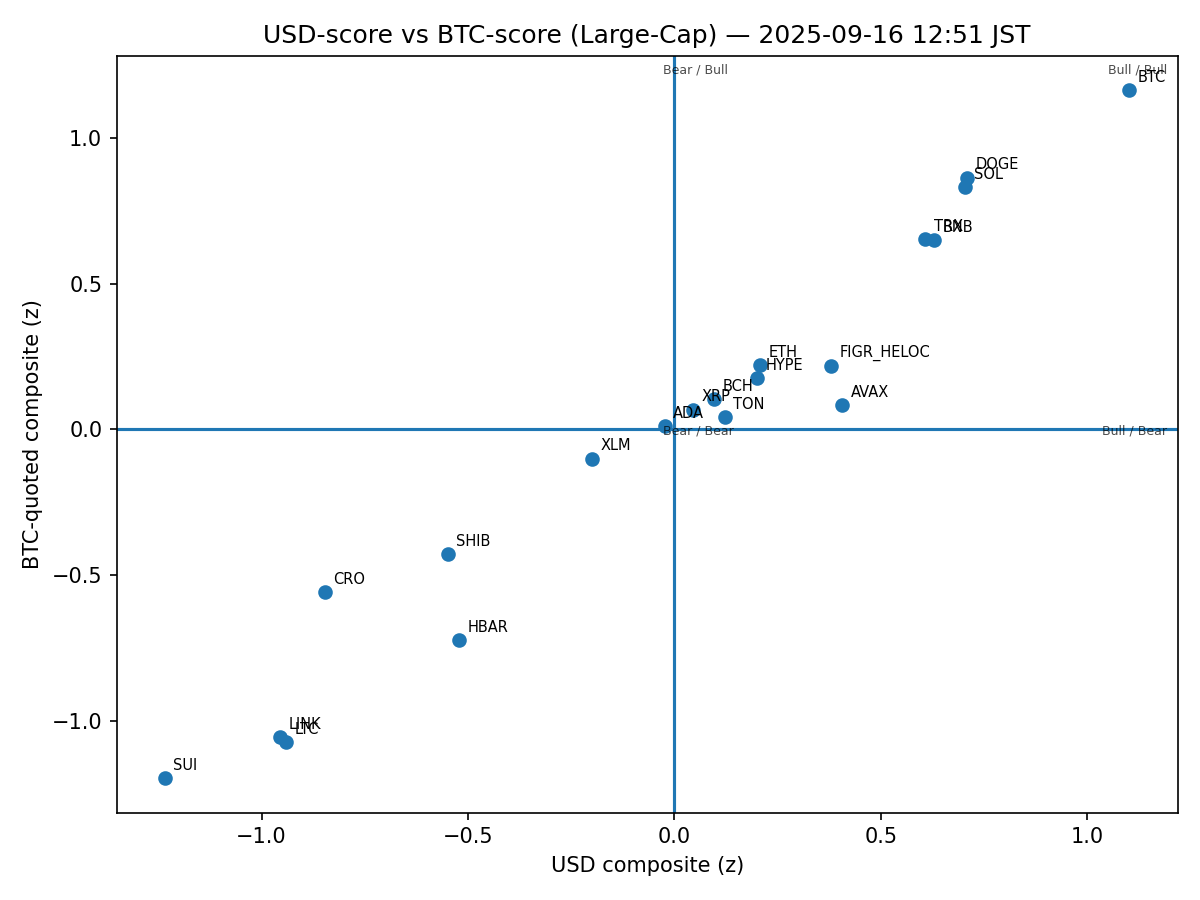 USD-score vs BTC-score (Large-Cap) — 2025-09-16 12:51 JST
Bear / Bull
Bull / Bull
BTC
1.0
DOGE
SOL
TRX
BNB
0.5
ETH
FIGR_HELOC
HYPE
BCH
AVAX
XRP
TON
ADA
0.0
Bear / Bear
Bull / Bear
XLM
SHIB
−0.5
CRO
HBAR
−1.0
LINK
LTC
SUI
−1.0
−0.5
0.0
0.5
1.0
USD composite (z)
BTC-quoted composite (z)